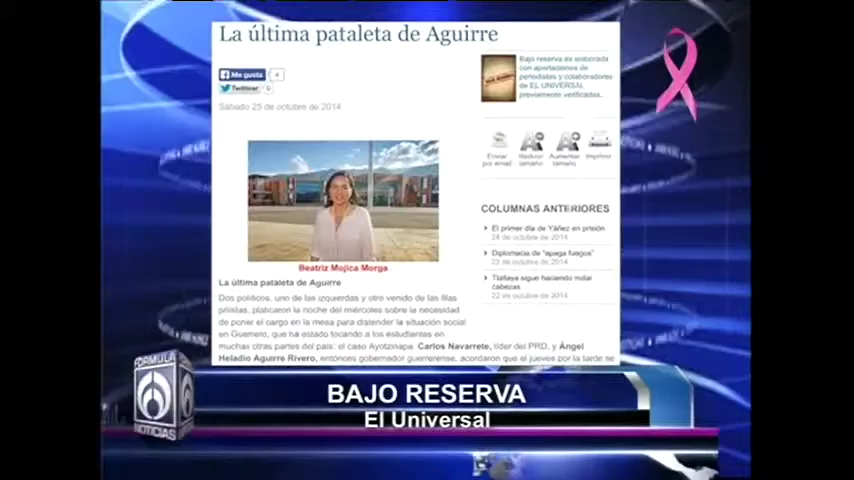 La última pataleta de Aguirre
Me gusta 4
Twittear 0
Sábado 25 de octubre de 2014
Bajo reserva es elaborada
con aportaciones de
periodistas y colaboradores
de EL UNIVERSAL
previamente verificadas.
Enviar por email
Reducir tamaño
Aumentar tamaño
Imprimir
COLUMNAS ANTERIORES
El primer día de Yáñez en prisión
24 de octubre de 2014
Diplomacia de "apaga fuegos"
23 de octubre de 2014
Tlatlaya sigue haciendo rodar
cabezas
22 de octubre de 2014
Beatriz Mojica Morga
La última pataleta de Aguirre
Dos políticos, uno de las izquierdas y otro venido de las filas
priistas, platicaron la noche del miércoles sobre la necesidad
de poner el cargo en la mesa para distender la situación social
en Guerrero, que ha estado tocando a los estudiantes en
muchas otras partes del país: el caso Ayotzinapa. Carlos Navarrete, líder del PRD, y Ángel
Heladio Aguirre Rivero, entonces gobernador guerrerense, acordaron que el jueves por la tarde se
FORMULA
NOTICIAS
BAJO RESERVA
El Universal